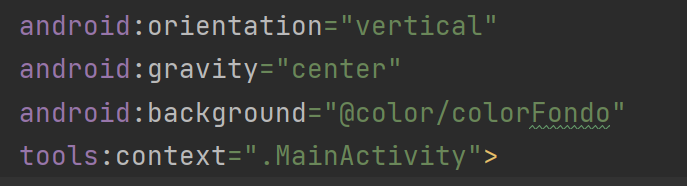 android:orientation="vertical"
android:gravity="center"
android:background="@color/colorFondo"
tools:context=".MainActivity">